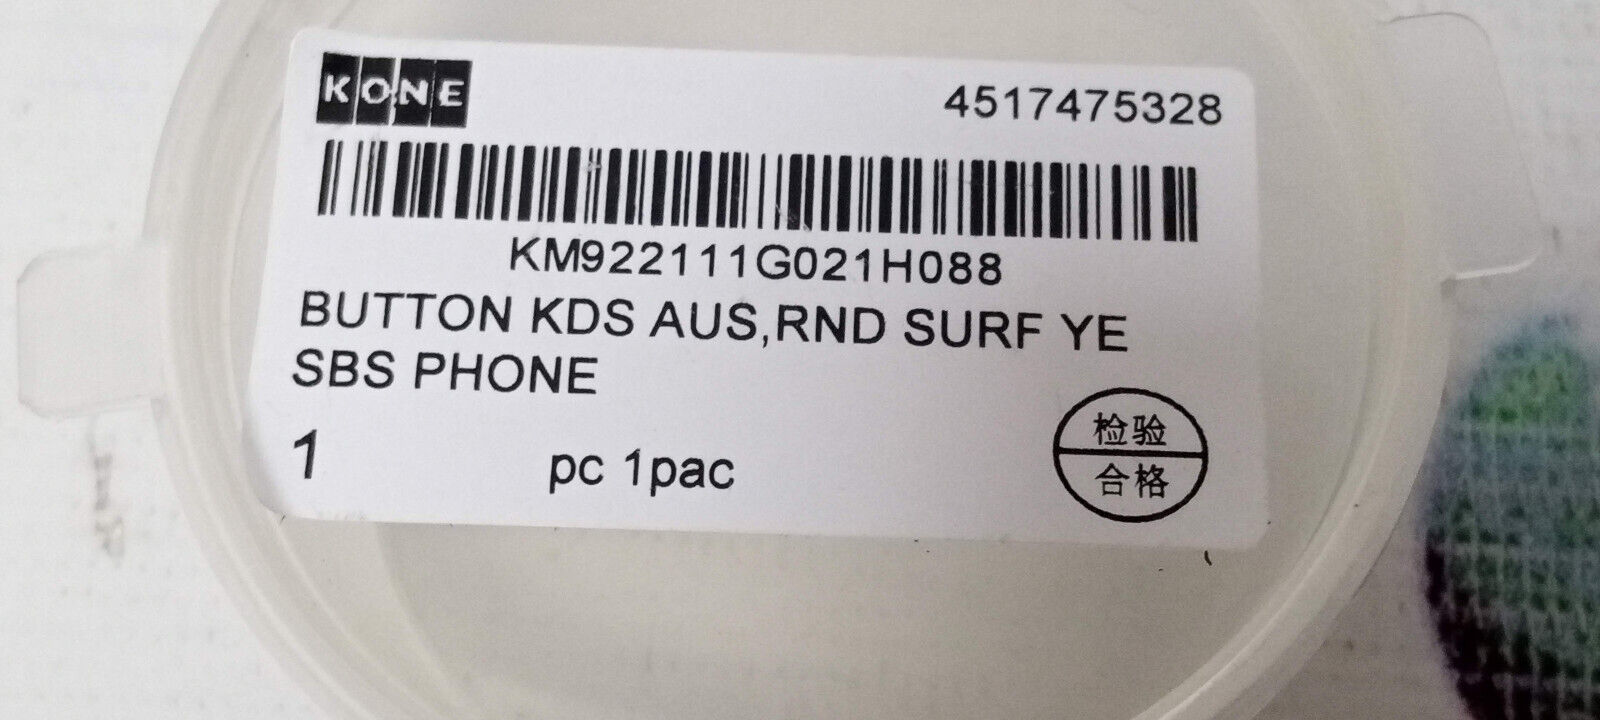 KONE
4517475328
KM922111G021H088
BUTTON KDS AUS,RND SURF YE
SBS PHONE
1 pc 1pac
检验
合格